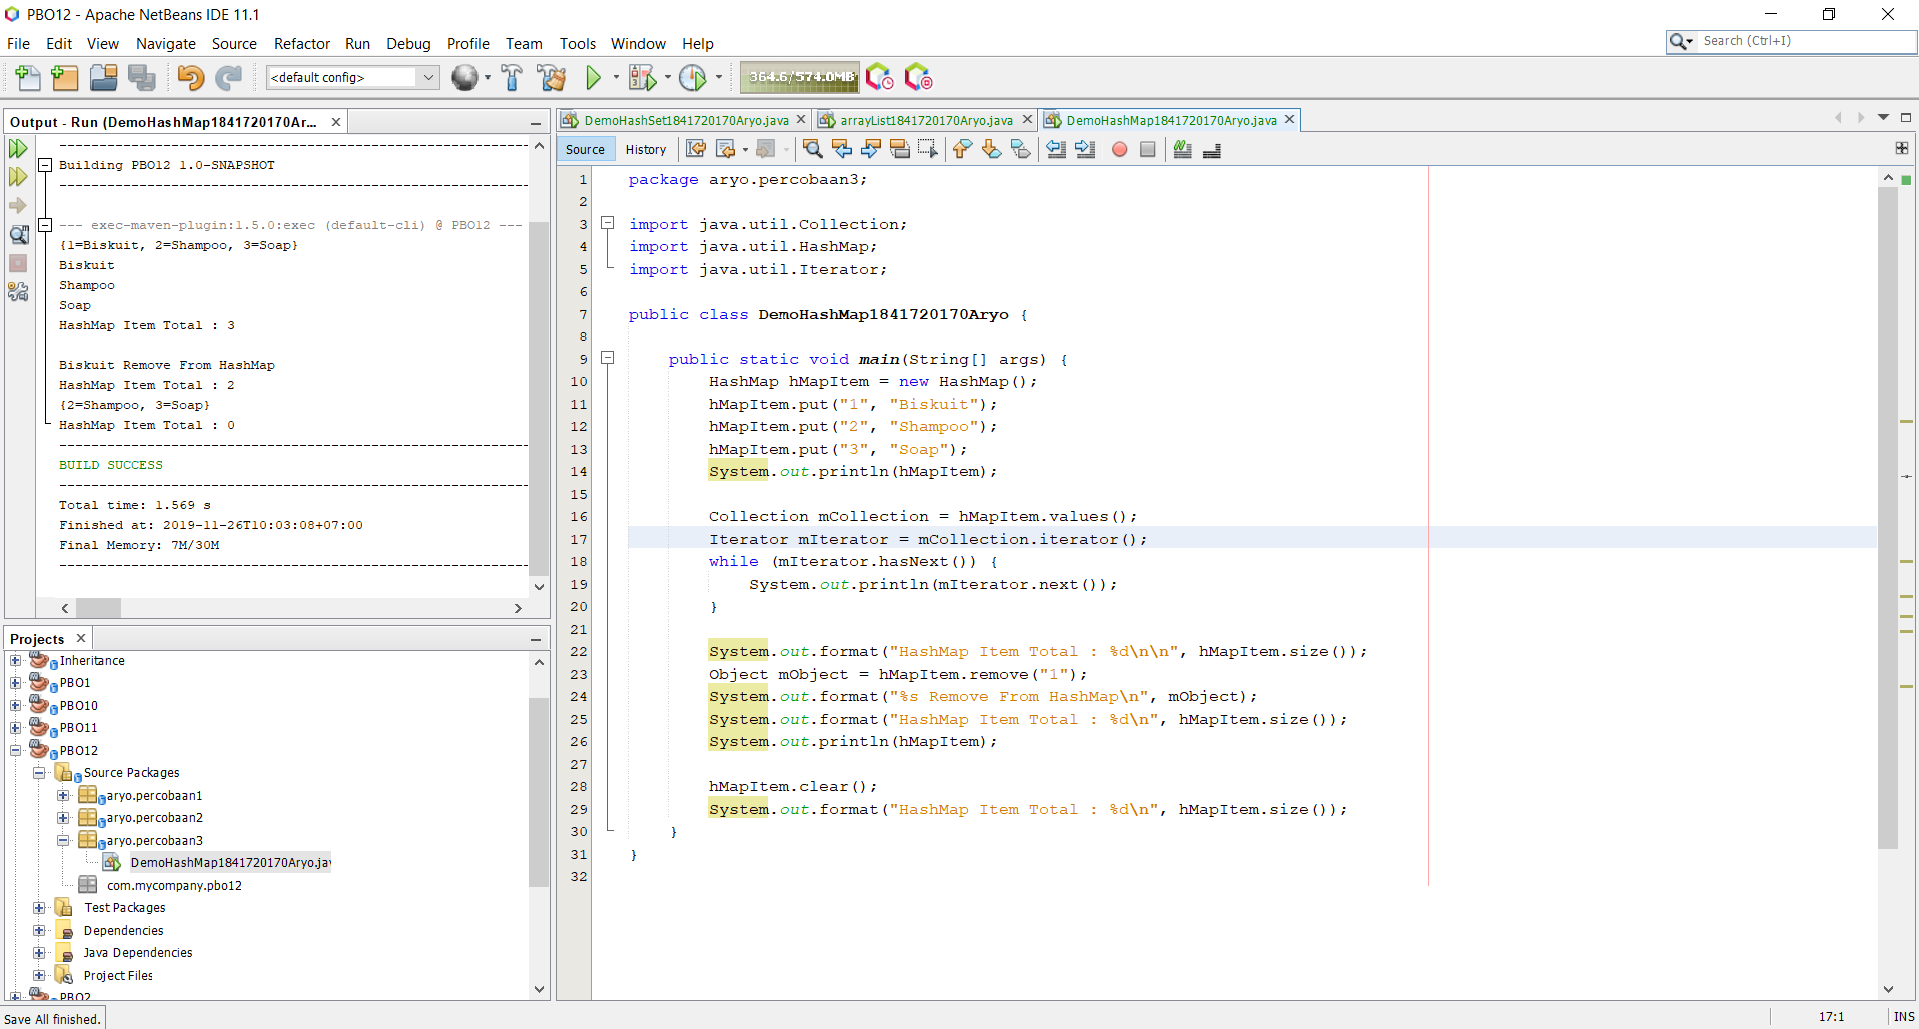 PBO12 - Apache NetBeans IDE 11.1
File Edit View Navigate Source Refactor Run Debug Profile Team Tools Window Help
Search (Ctrl+I)
<default config>
364.6/574.0MB
Output - Run (DemoHashMap1841720170Ar...
Building PBO12 1.0-SNAPSHOT
--- exec-maven-plugin:1.5.0:exec (default-cli) @ PBO12 ---
{1=Biskuit, 2=Shampoo, 3=Soap}
Biskuit
Shampoo
Soap
HashMap Item Total : 3
Biskuit Remove From HashMap
HashMap Item Total : 2
{2=Shampoo, 3=Soap}
HashMap Item Total : 0
BUILD SUCCESS
Total time: 1.569 s
Finished at: 2019-11-26T10:03:08+07:00
Final Memory: 7M/30M
Projects
Inheritance
PBO1
PBO10
PBO11
PBO12
Source Packages
aryo.percobaan1
aryo.percobaan2
aryo.percobaan3
DemoHashMap1841720170Aryo.ja
com.mycompany.pbo12
Test Packages
Dependencies
Java Dependencies
Project Files
PBO2
Save All finished.
DemoHashSet1841720170Aryo.java arrayList1841720170Aryo.java DemoHashMap1841720170Aryo.java
Source History
1 package aryo.percobaan3;
2
3 import java.util.Collection;
4 import java.util.HashMap;
5 import java.util.Iterator;
6
7 public class DemoHashMap1841720170Aryo {
8
9 public static void main(String[] args) {
10 HashMap hMapItem = new HashMap();
11 hMapItem.put("1", "Biskuit");
12 hMapItem.put("2", "Shampoo");
13 hMapItem.put("3", "Soap");
14 System.out.println(hMapItem);
15
16 Collection mCollection = hMapItem.values();
17 Iterator mIterator = mCollection.iterator();
18 while (mIterator.hasNext()) {
19 System.out.println(mIterator.next());
20 }
21
22 System.out.format("HashMap Item Total : %d\n\n", hMapItem.size());
23 Object mObject = hMapItem.remove("1");
24 System.out.format("%s Remove From HashMap\n", mObject);
25 System.out.format("HashMap Item Total : %d\n", hMapItem.size());
26 System.out.println(hMapItem);
27
28 hMapItem.clear();
29 System.out.format("HashMap Item Total : %d\n", hMapItem.size());
30 }
31 }
32
17:1 INS